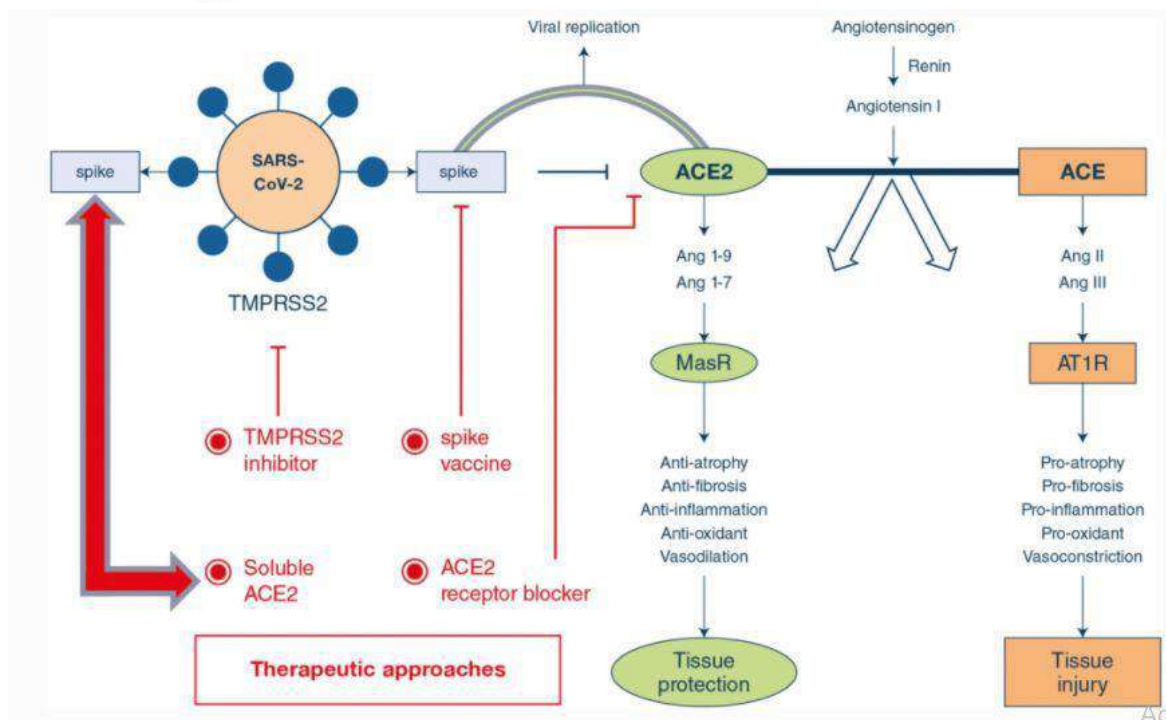 Viral replication
Angiotensinogen
Renin
Angiotensin I
spike
SARS-
CoV-2
spike
ACE2
ACE
TMPRSS2
Ang 1-9
Ang 1-7
Ang II
Ang III
MasR
AT1R
TMPRSS2
inhibitor
spike
vaccine
Anti-atrophy
Anti-fibrosis
Anti-inflammation
Anti-oxidant
Vasodilation
Pro-atrophy
Pro-fibrosis
Pro-inflammation
Pro-oxidant
Vasoconstriction
Soluble
ACE2
ACE2
receptor blocker
Therapeutic approaches
Tissue
protection
Tissue
injury